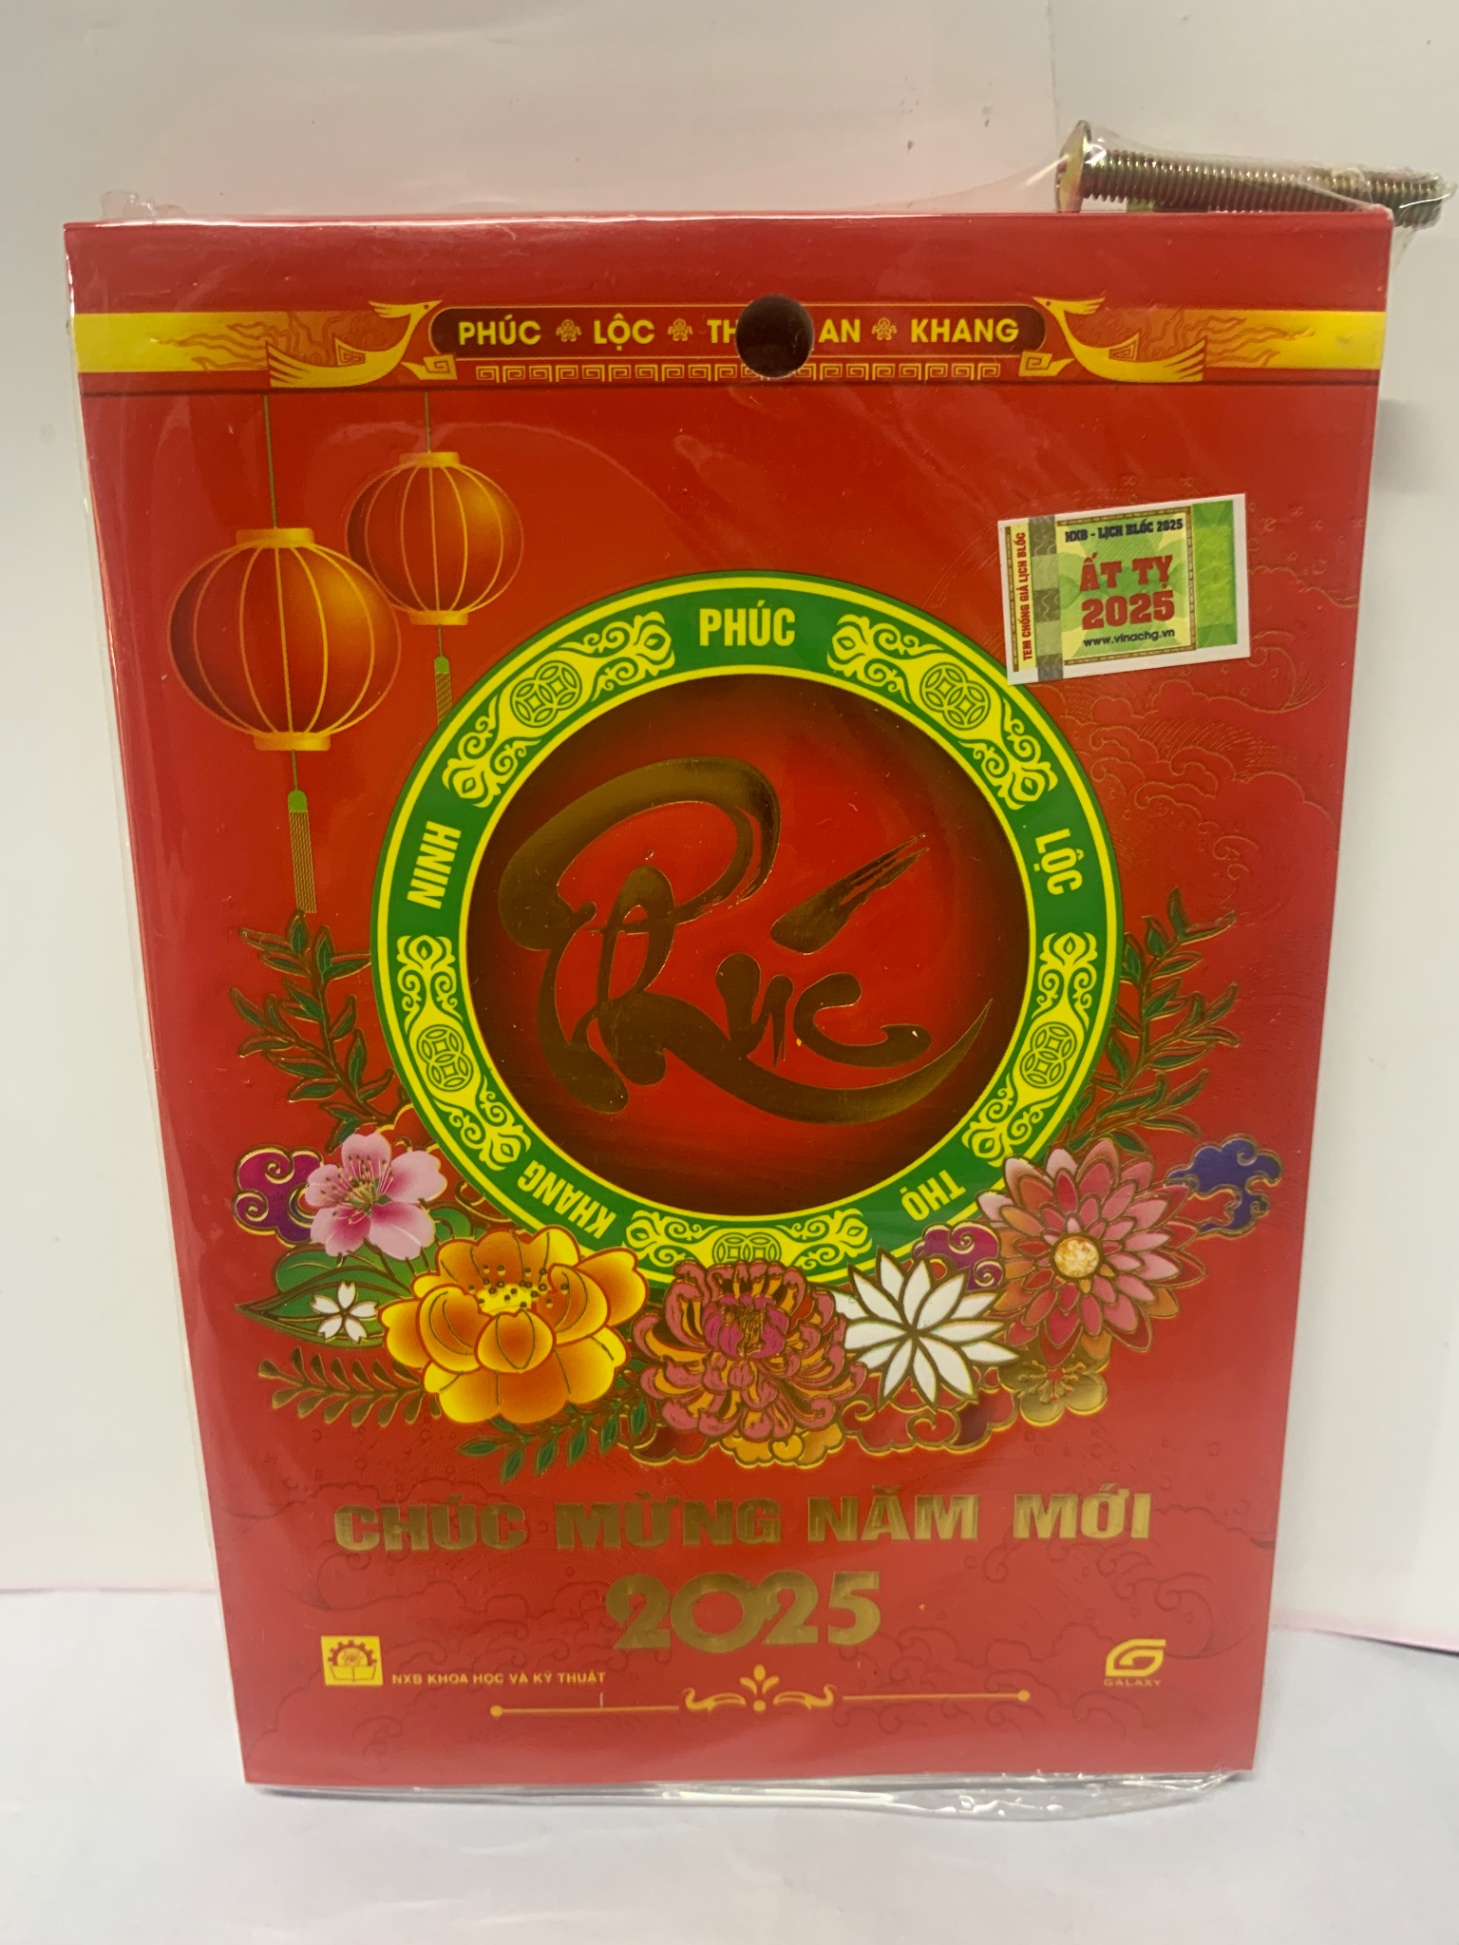 PHÚC LỘC TH AN KHANG
TEM CHỐNG GIẢ LỊCH BLỐC
NXB - LỊCH BLỐC 2025
ẤT TỴ
2025
www.vinachg.vn
PHÚC
LỘC
THỌ
KHANG
NINH
Phúc
CHÚC MỪNG NĂM MỚI
2025
NXB KHOA HỌC VÀ KỸ THUẬT
GALAXY